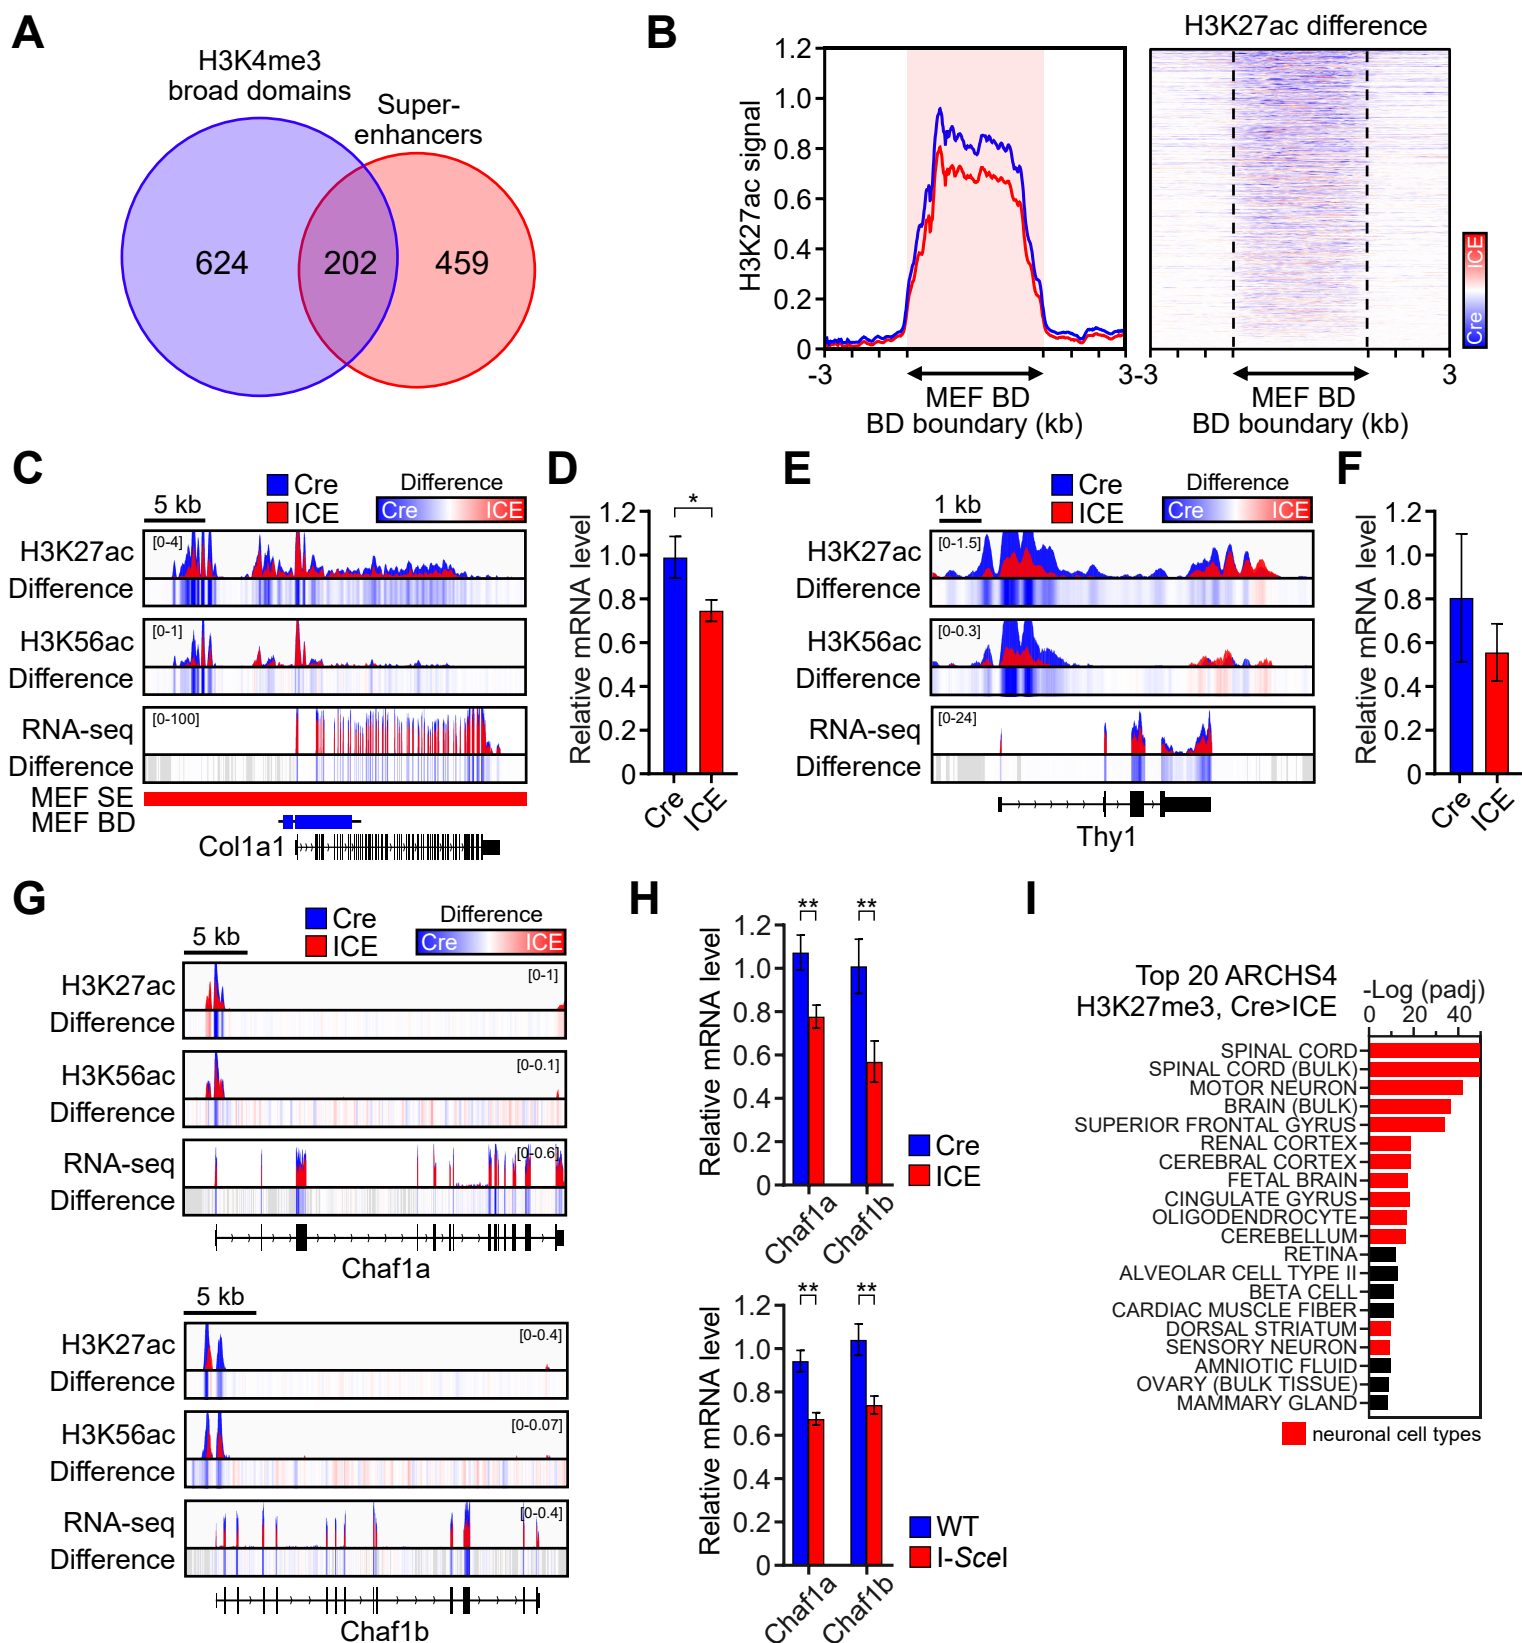 A
H3K4me3
broad domains
Super-
enhancers
624
202
459
B
H3K27ac difference
H3K27ac signal
1.2
1.0
0.8
0.6
0.4
0.2
0
-3
3
MEF BD
BD boundary (kb)
-3
3
MEF BD
BD boundary (kb)
ICE
Cre
C
5 kb
Cre
ICE
Difference
Cre
ICE
H3K27ac
[0-4]
Difference
H3K56ac
[0-1]
Difference
RNA-seq
[0-100]
Difference
MEF SE
MEF BD
Col1a1
D
*
Relative mRNA level
1.2
1.0
0.8
0.6
0.4
0.2
0
Cre
ICE
E
1 kb
Cre
ICE
Difference
Cre
ICE
H3K27ac
[0-1.5]
Difference
H3K56ac
[0-0.3]
Difference
RNA-seq
[0-24]
Difference
Thy1
F
Relative mRNA level
1.2
1.0
0.8
0.6
0.4
0.2
0
Cre
ICE
G
5 kb
Cre
ICE
Difference
Cre
ICE
H3K27ac
[0-1]
Difference
H3K56ac
[0-0.1]
Difference
RNA-seq
[0-0.6]
Difference
Chaf1a
5 kb
H3K27ac
[0-0.4]
Difference
H3K56ac
[0-0.07]
Difference
RNA-seq
[0-0.4]
Difference
Chaf1b
H
** **
Relative mRNA level
1.2
1.0
0.8
0.6
0.4
0.2
0
Chaf1a
Chaf1b
Cre
ICE
** **
Relative mRNA level
1.2
1.0
0.8
0.6
0.4
0.2
0
Chaf1a
Chaf1b
WT
I-SceI
I
Top 20 ARCHS4
H3K27me3, Cre>ICE
-Log (padj)
0 20 40
SPINAL CORD
SPINAL CORD (BULK)
MOTOR NEURON
BRAIN (BULK)
SUPERIOR FRONTAL GYRUS
RENAL CORTEX
CEREBRAL CORTEX
FETAL BRAIN
CINGULATE GYRUS
OLIGODENDROCYTE
CEREBELLUM
RETINA
ALVEOLAR CELL TYPE II
BETA CELL
CARDIAC MUSCLE FIBER
DORSAL STRIATUM
SENSORY NEURON
AMNIOTIC FLUID
OVARY (BULK TISSUE)
MAMMARY GLAND
neuronal cell types